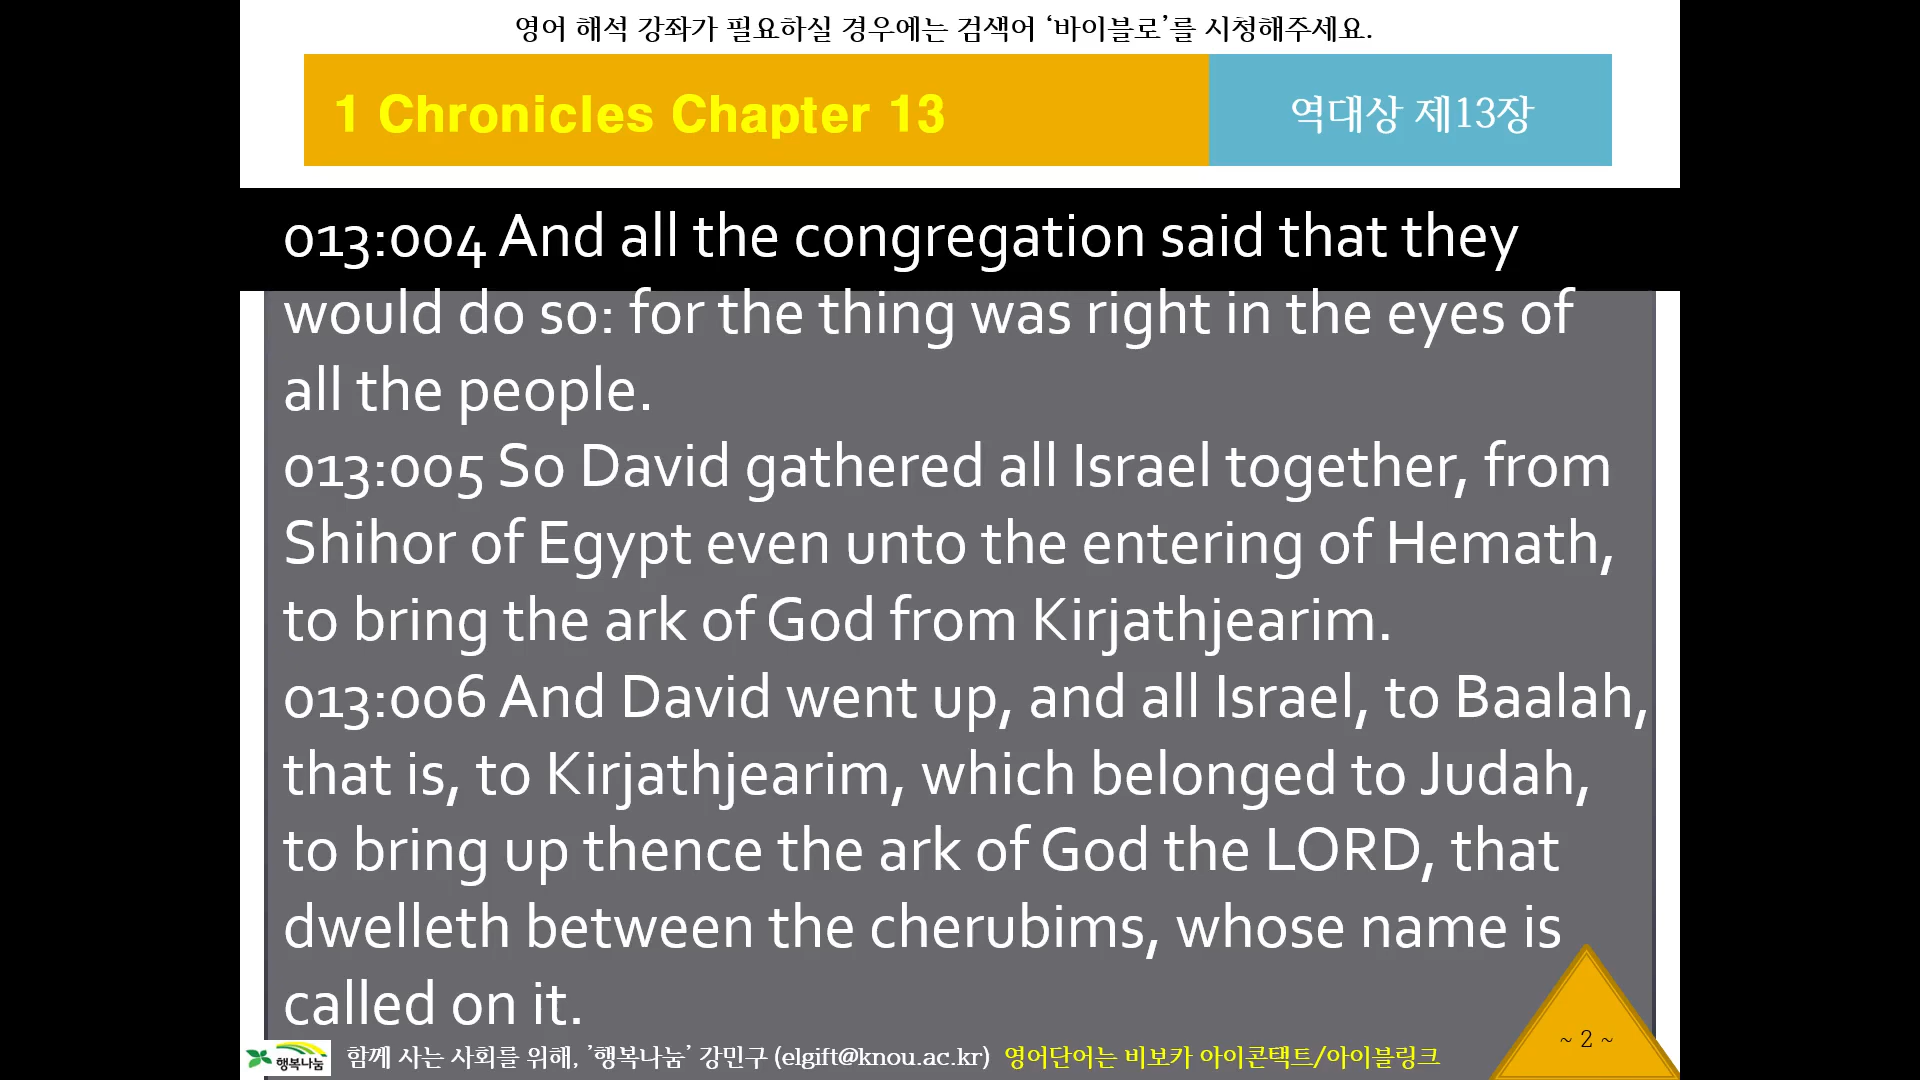 영어 해석 강좌가 필요하실 경우에는 검색어 ‘바이블로’를 시청해주세요.
1 Chronicles Chapter 13
역대상 제13장
013:004 And all the congregation said that they
would do so: for the thing was right in the eyes of
all the people.
013:005 So David gathered all Israel together, from
Shihor of Egypt even unto the entering of Hemath,
to bring the ark of God from Kirjathjearim.
013:006 And David went up, and all Israel, to Baalah,
that is, to Kirjathjearim, which belonged to Judah,
to bring up thence the ark of God the LORD, that
dwelleth between the cherubims, whose name is
called on it.
~ 2 ~
행복나눔
함께 사는 사회를 위해, ’행복나눔’ 강민구 (elgift@knou.ac.kr) 영어단어는 비보카 아이콘택트/아이블링크